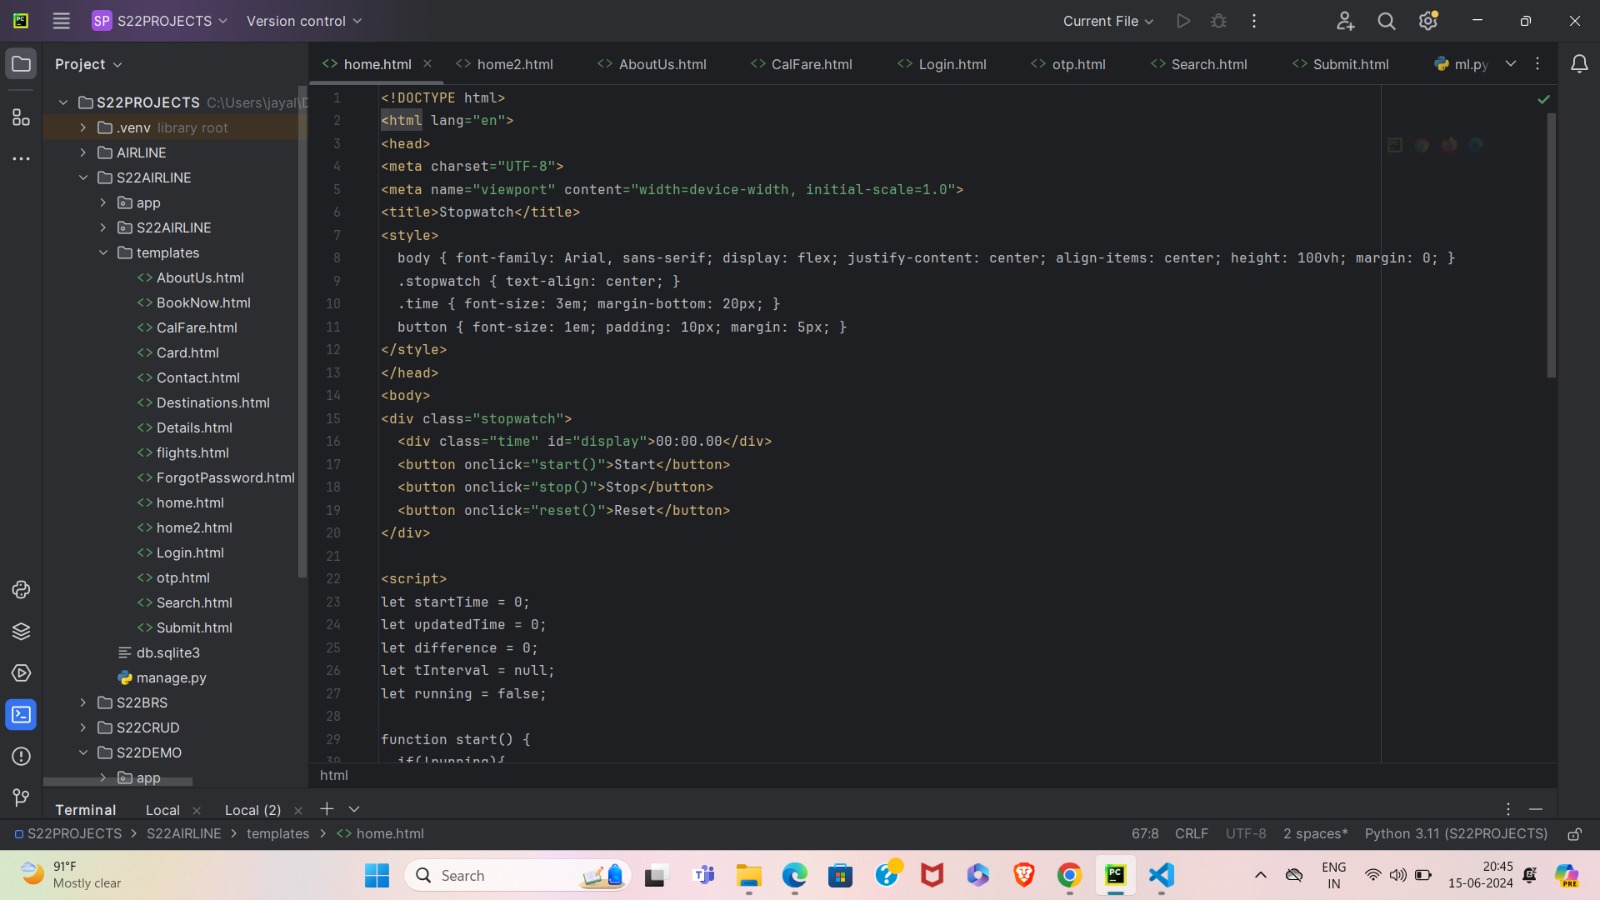 SP S22PROJECTS Version control Current File
Project
home.html home2.html AboutUs.html CalFare.html Login.html otp.html Search.html Submit.html ml.py
S22PROJECTS C:\Users\jayal\
.venv library root
AIRLINE
S22AIRLINE
app
S22AIRLINE
templates
AboutUs.html
BookNow.html
CalFare.html
Card.html
Contact.html
Destinations.html
Details.html
flights.html
ForgotPassword.html
home.html
home2.html
Login.html
otp.html
Search.html
Submit.html
db.sqlite3
manage.py
S22BRS
S22CRUD
S22DEMO
app
1 <!DOCTYPE html>
2 <html lang="en">
3 <head>
4 <meta charset="UTF-8">
5 <meta name="viewport" content="width=device-width, initial-scale=1.0">
6 <title>Stopwatch</title>
7 <style>
8 body { font-family: Arial, sans-serif; display: flex; justify-content: center; align-items: center; height: 100vh; margin: 0; }
9 .stopwatch { text-align: center; }
10 .time { font-size: 3em; margin-bottom: 20px; }
11 button { font-size: 1em; padding: 10px; margin: 5px; }
12 </style>
13 </head>
14 <body>
15 <div class="stopwatch">
16 <div class="time" id="display">00:00.00</div>
17 <button onclick="start()">Start</button>
18 <button onclick="stop()">Stop</button>
19 <button onclick="reset()">Reset</button>
20 </div>
21
22 <script>
23 let startTime = 0;
24 let updatedTime = 0;
25 let difference = 0;
26 let tInterval = null;
27 let running = false;
28
29 function start() {
30 if(!running){
html
Terminal Local Local (2)
S22PROJECTS > S22AIRLINE > templates > home.html 67:8 CRLF UTF-8 2 spaces* Python 3.11 (S22PROJECTS)
91°F
Mostly clear
Search
ENG
IN
20:45
15-06-2024
PRE